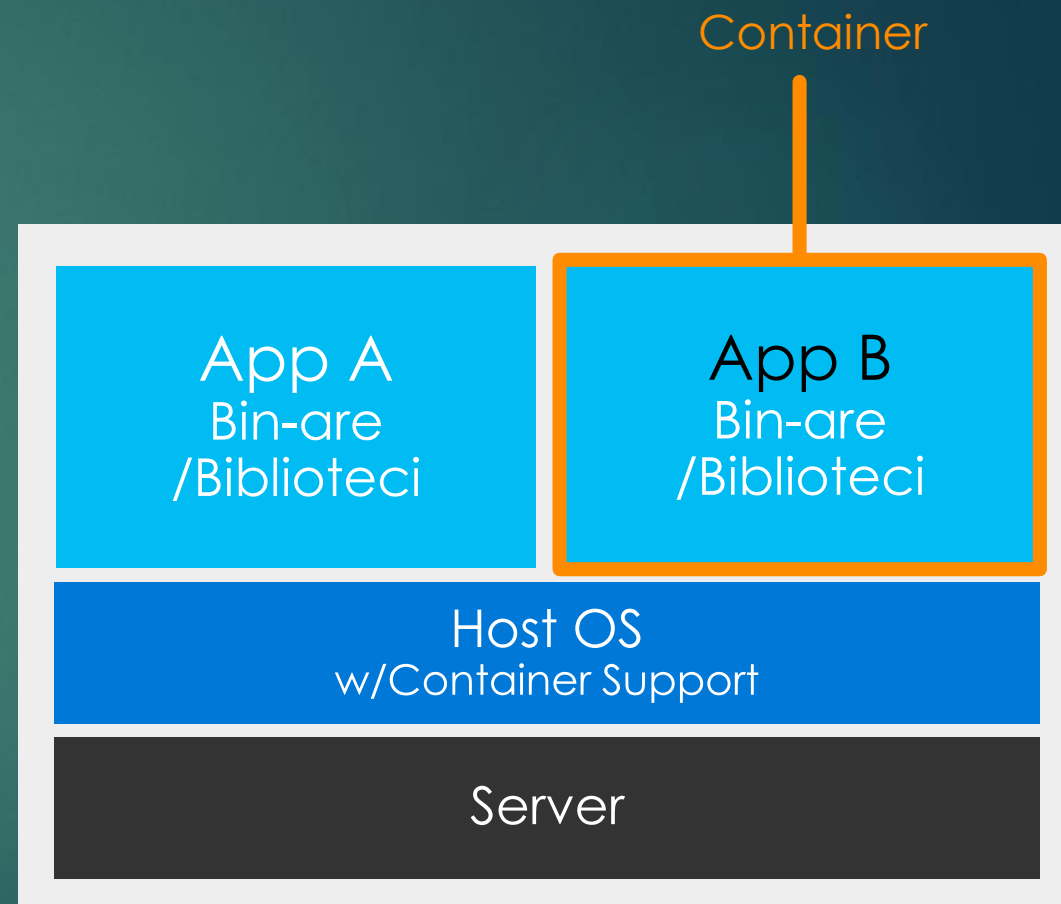 Container
App A
Bin-are
/Biblioteci
App B
Bin-are
/Biblioteci
Host OS
w/Container Support
Server